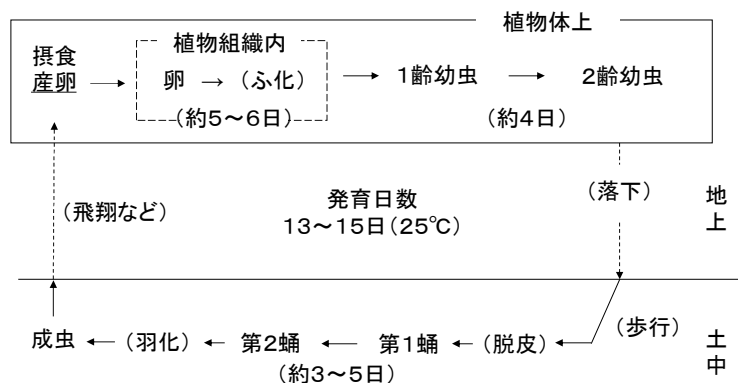 植物体上
植物組織内
摂食
産卵
卵 → (ふ化)
1齢幼虫
2齢幼虫
(約5～6日)
(約4日)
(飛翔など)
発育日数
13～15日(25℃)
(落下)
地上
成虫
(羽化)
第2蛹
第1蛹
(脱皮)
(歩行)
(約3～5日)
土中